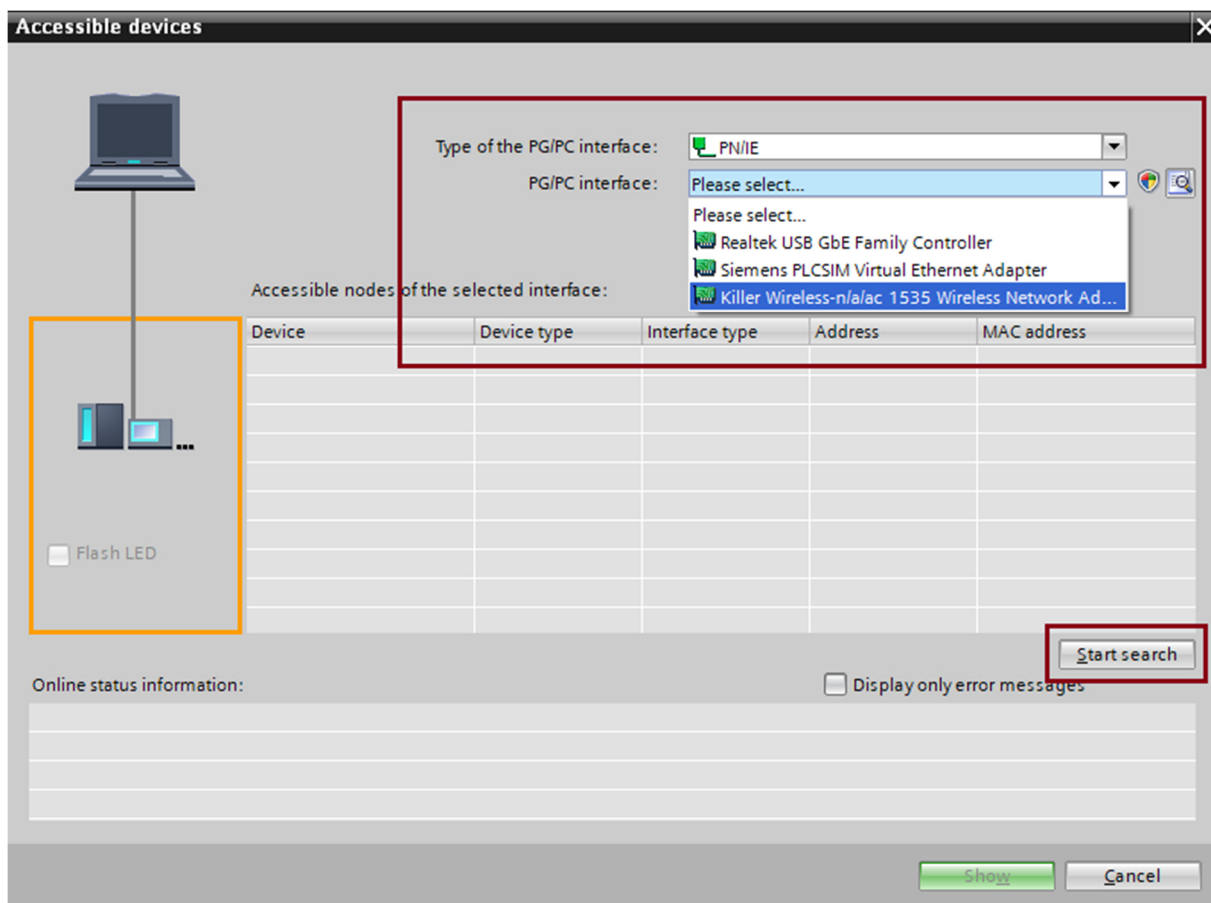 Accessible devices
Type of the PG/PC interface: PN/IE
PG/PC interface: Please select...
Please select...
Realtek USB GbE Family Controller
Siemens PLCSIM Virtual Ethernet Adapter
Killer Wireless-n/a/ac 1535 Wireless Network Ad...
Accessible nodes of the selected interface:
Device Device type Interface type Address MAC address
Flash LED
Start search
Online status information: Display only error messages
Show Cancel